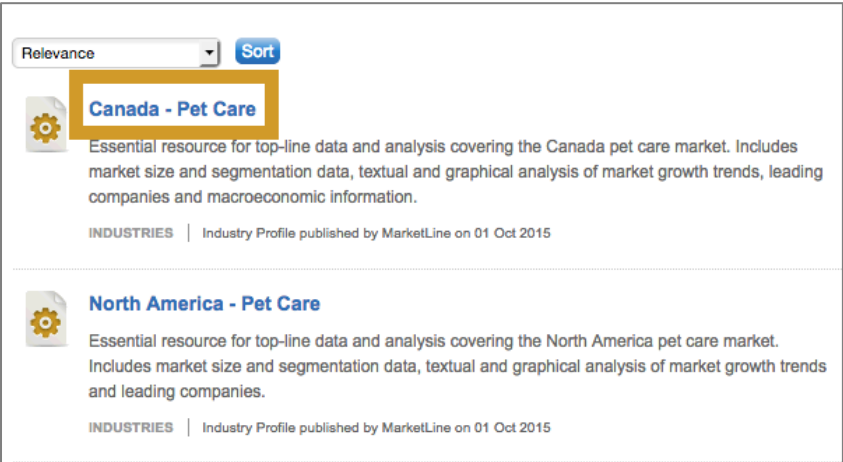 Relevance Sort
Canada - Pet Care
Essential resource for top-line data and analysis covering the Canada pet care market. Includes
market size and segmentation data, textual and graphical analysis of market growth trends, leading
companies and macroeconomic information.
INDUSTRIES | Industry Profile published by MarketLine on 01 Oct 2015
North America - Pet Care
Essential resource for top-line data and analysis covering the North America pet care market.
Includes market size and segmentation data, textual and graphical analysis of market growth trends
and leading companies.
INDUSTRIES | Industry Profile published by MarketLine on 01 Oct 2015